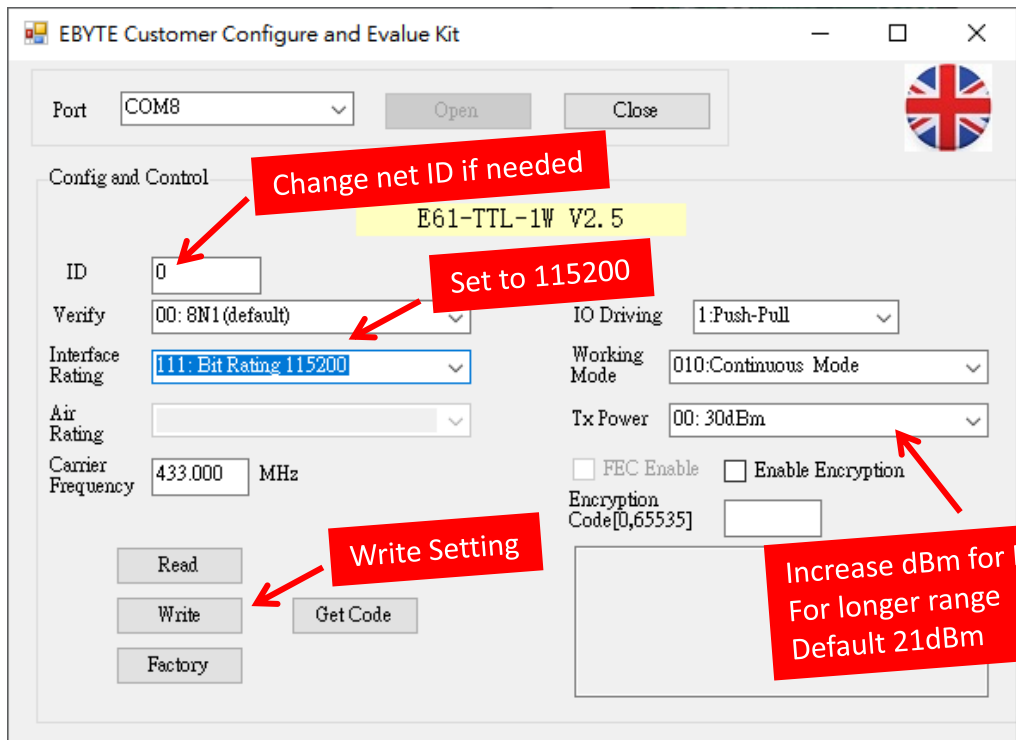 EBYTE Customer Configure and Evalue Kit
Port COM8 Open Close
Config and Control
Change net ID if needed
E61-TTL-1W V2.5
ID 0
Set to 115200
Verify 00: 8N1(default)
IO Driving 1:Push-Pull
Interface Rating 111: Bit Rating 115200
Working Mode 010:Continuous Mode
Air Rating
Tx Power 00: 30dBm
Carrier Frequency 433.000 MHz
FEC Enable Enable Encryption
Encryption Code[0,65535]
Write Setting
Read
Write Get Code
Factory
Increase dBm for
For longer range
Default 21dBm